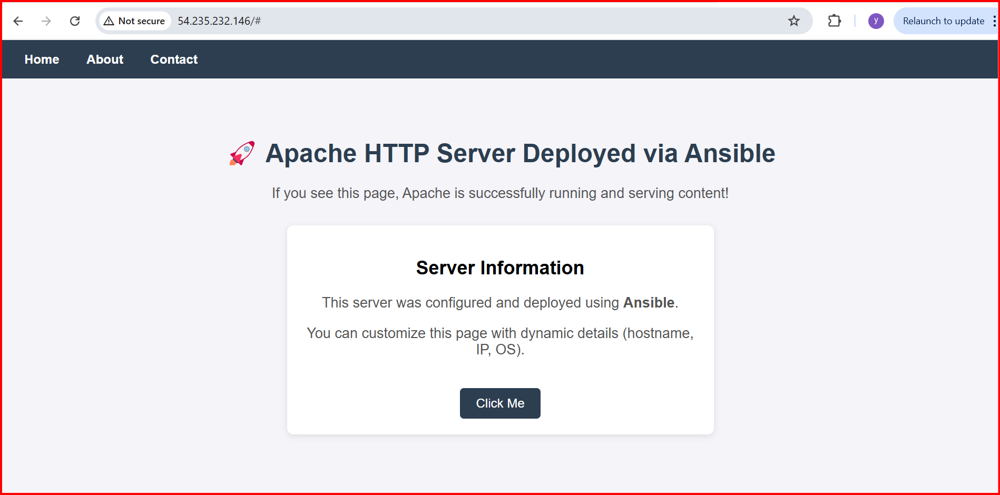 Not secure
54.235.232.146/#
y
Relaunch to update
Home
About
Contact
🚀 Apache HTTP Server Deployed via Ansible
If you see this page, Apache is successfully running and serving content!
Server Information
This server was configured and deployed using Ansible.
You can customize this page with dynamic details (hostname,
IP, OS).
Click Me